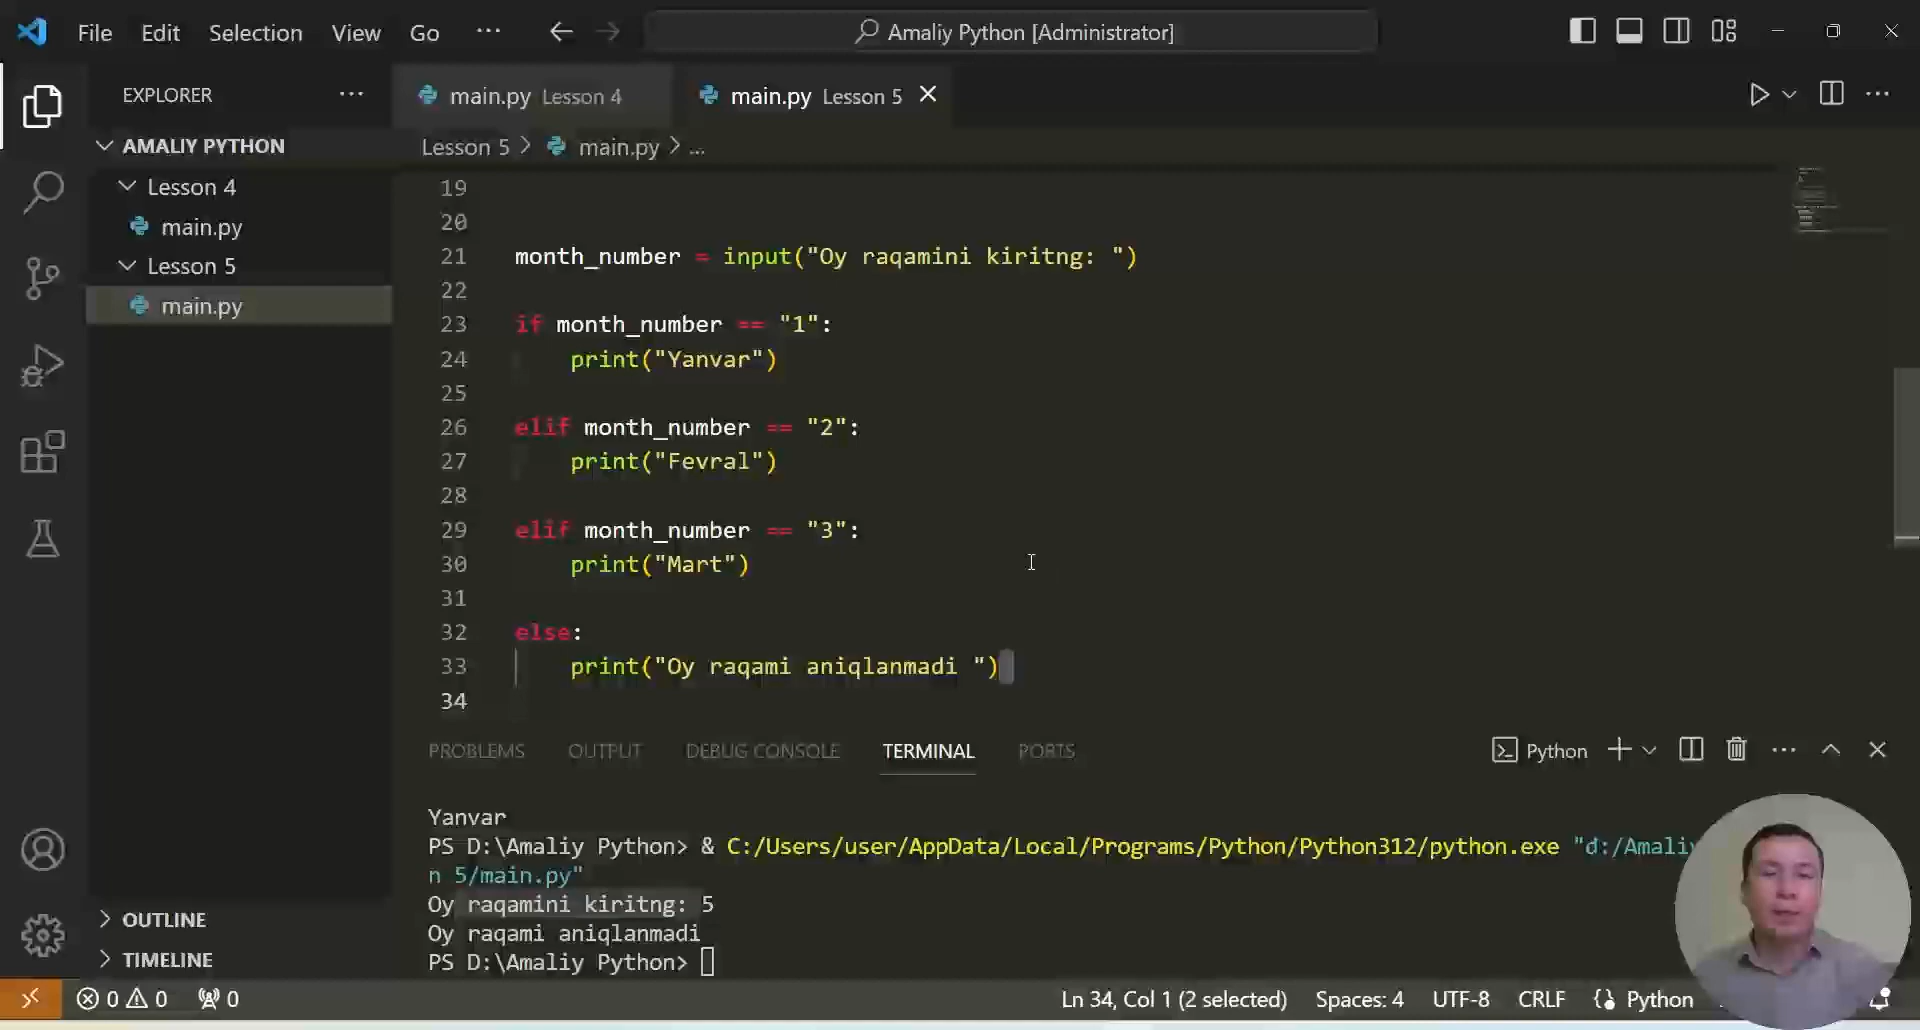 File Edit Selection View Go ... Amaliy Python [Administrator]
EXPLORER ...
main.py Lesson 4 main.py Lesson 5
AMALIY PYTHON
Lesson 5 > main.py > ...
Lesson 4
main.py
Lesson 5
main.py
19
20
21 month_number = input("Oy raqamini kiritng: ")
22
23 if month_number == "1":
24 print("Yanvar")
25
26 elif month_number == "2":
27 print("Fevral")
28
29 elif month_number == "3":
30 print("Mart")
31
32 else:
33 print("Oy raqami aniqlanmadi ")
34
PROBLEMS OUTPUT DEBUG CONSOLE TERMINAL PORTS Python
Yanvar
PS D:\Amaliy Python> & C:/Users/user/AppData/Local/Programs/Python/Python312/python.exe "d:/Amaliy
n 5/main.py"
Oy raqamini kiritng: 5
Oy raqami aniqlanmadi
PS D:\Amaliy Python>
OUTLINE
TIMELINE
0 0 0 Ln 34, Col 1 (2 selected) Spaces: 4 UTF-8 CRLF Python